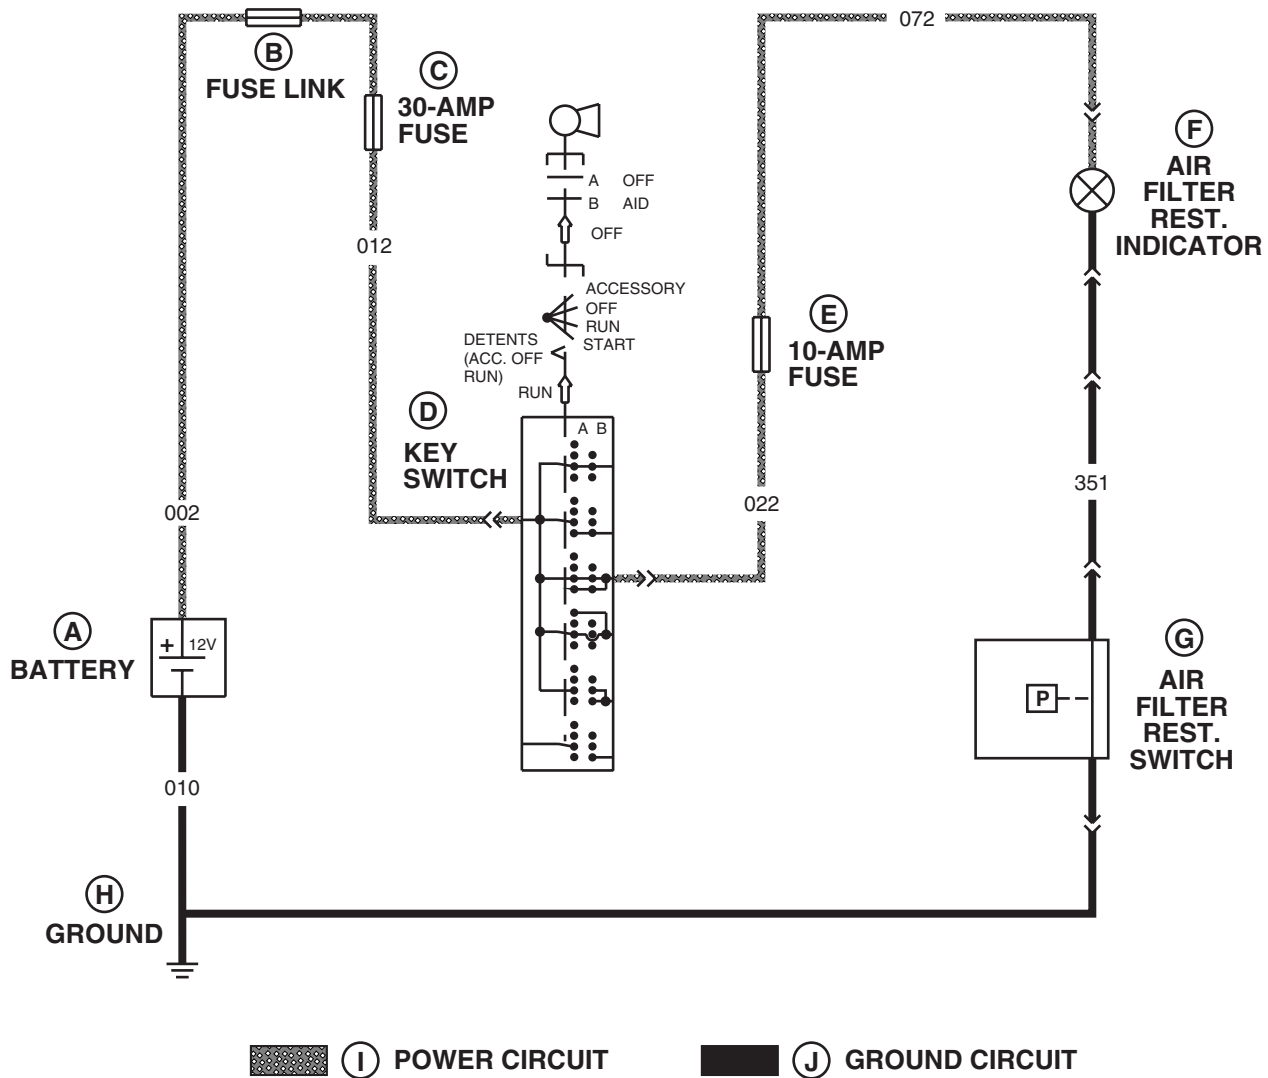 072
B
FUSE LINK
C
30-AMP
FUSE
F
AIR
FILTER
REST.
INDICATOR
A OFF
B AID
OFF
012
ACCESSORY
OFF
RUN
START
DETENTS
(ACC. OFF
RUN)
RUN
E
10-AMP
FUSE
D
KEY
SWITCH
A B
351
022
002
A
BATTERY
+ 12V
G
AIR
FILTER
REST.
SWITCH
P
010
H
GROUND
I POWER CIRCUIT
J GROUND CIRCUIT